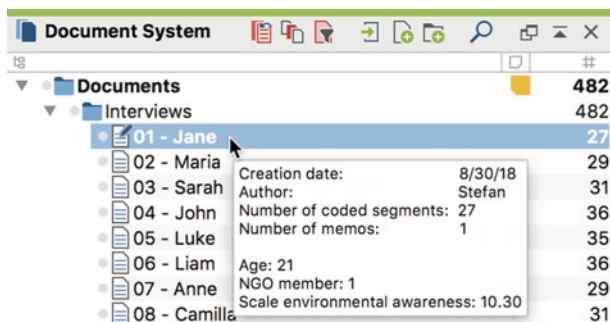 Document System
#
Documents 482
Interviews 482
01 - Jane 27
02 - Maria 29
03 - Sarah 31
04 - John 36
05 - Luke 35
06 - Liam 36
07 - Anne 29
08 - Camilla 31
Creation date: 8/30/18
Author: Stefan
Number of coded segments: 27
Number of memos: 1
Age: 21
NGO member: 1
Scale environmental awareness: 10.30